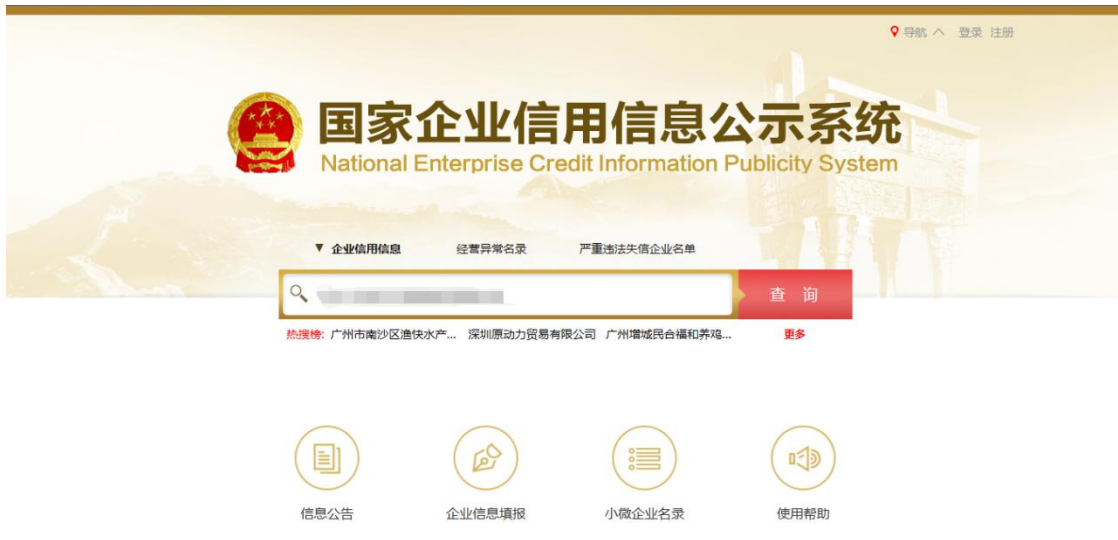 导航 登录 注册
国家企业信用信息公示系统
National Enterprise Credit Information Publicity System
▼ 企业信用信息 经营异常名录 严重违法失信企业名单
查 询
热搜榜: 广州市南沙区渔快水产... 深圳原动力贸易有限公司 广州增城民合福和养鸡... 更多
信息公告 企业信息填报 小微企业名录 使用帮助